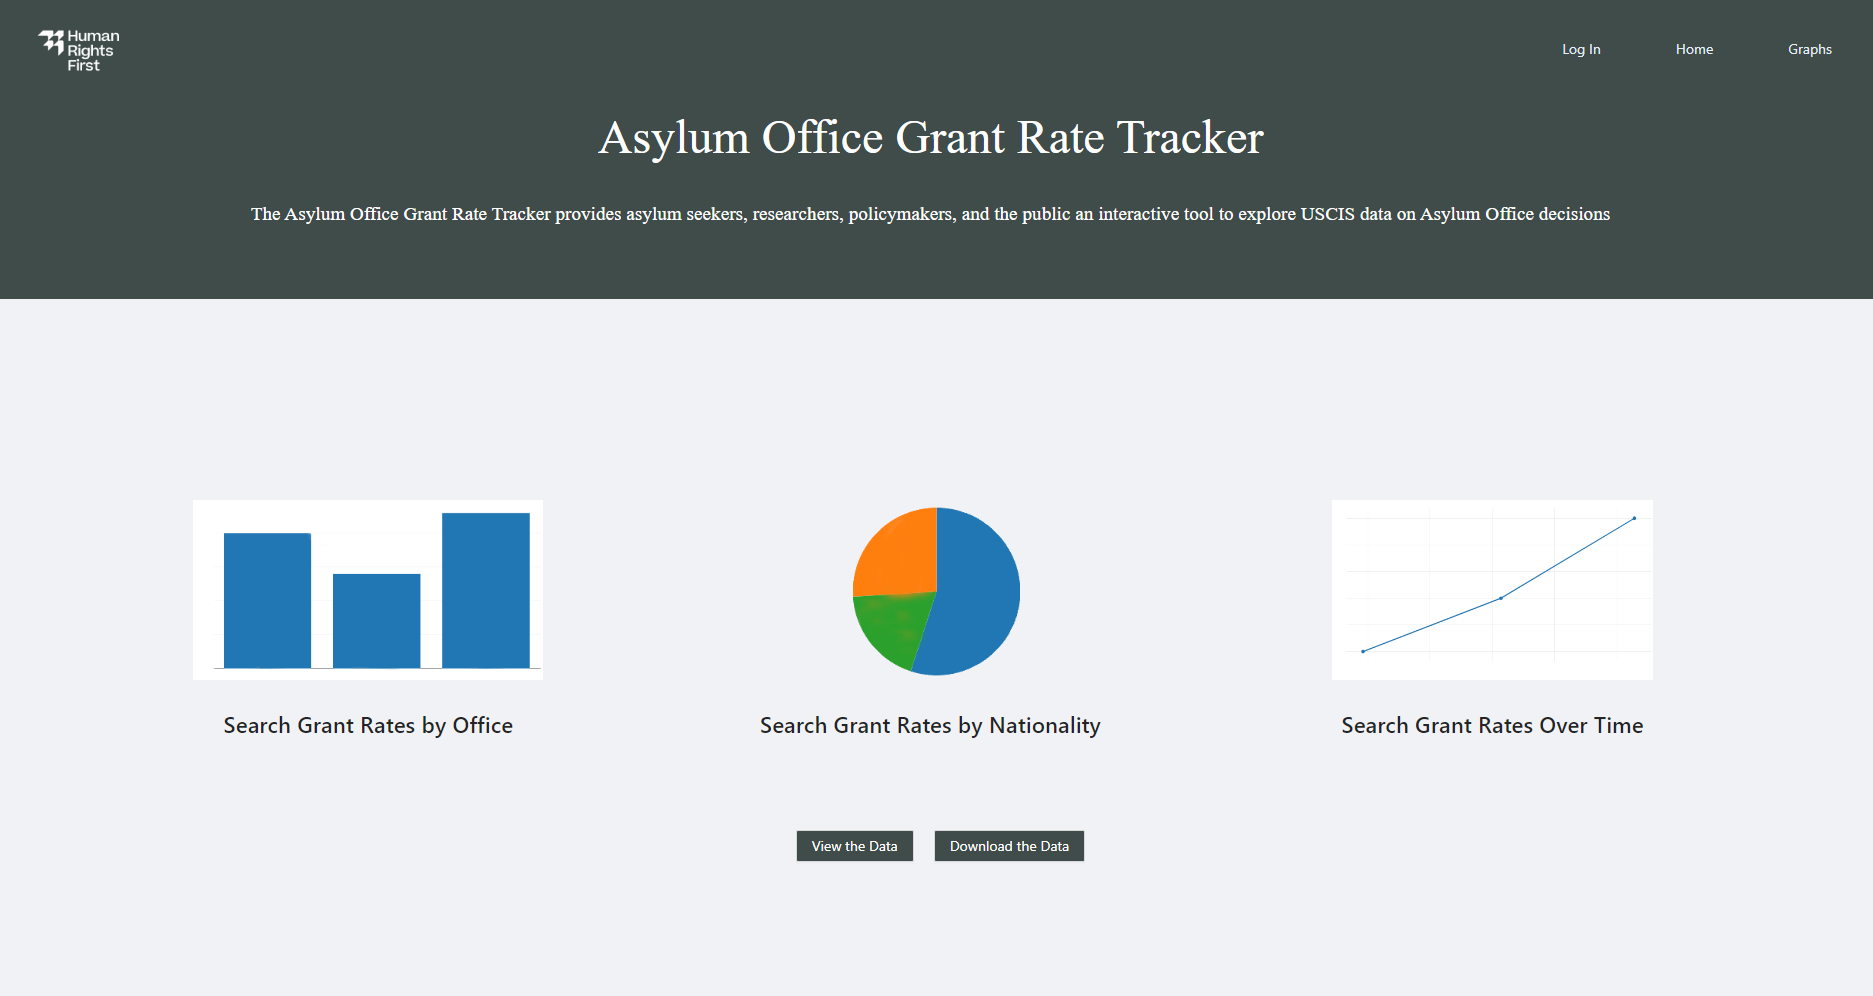 Human
Rights
First
Log In
Home
Graphs
Asylum Office Grant Rate Tracker
The Asylum Office Grant Rate Tracker provides asylum seekers, researchers, policymakers, and the public an interactive tool to explore USCIS data on Asylum Office decisions
Search Grant Rates by Office
Search Grant Rates by Nationality
Search Grant Rates Over Time
View the Data
Download the Data